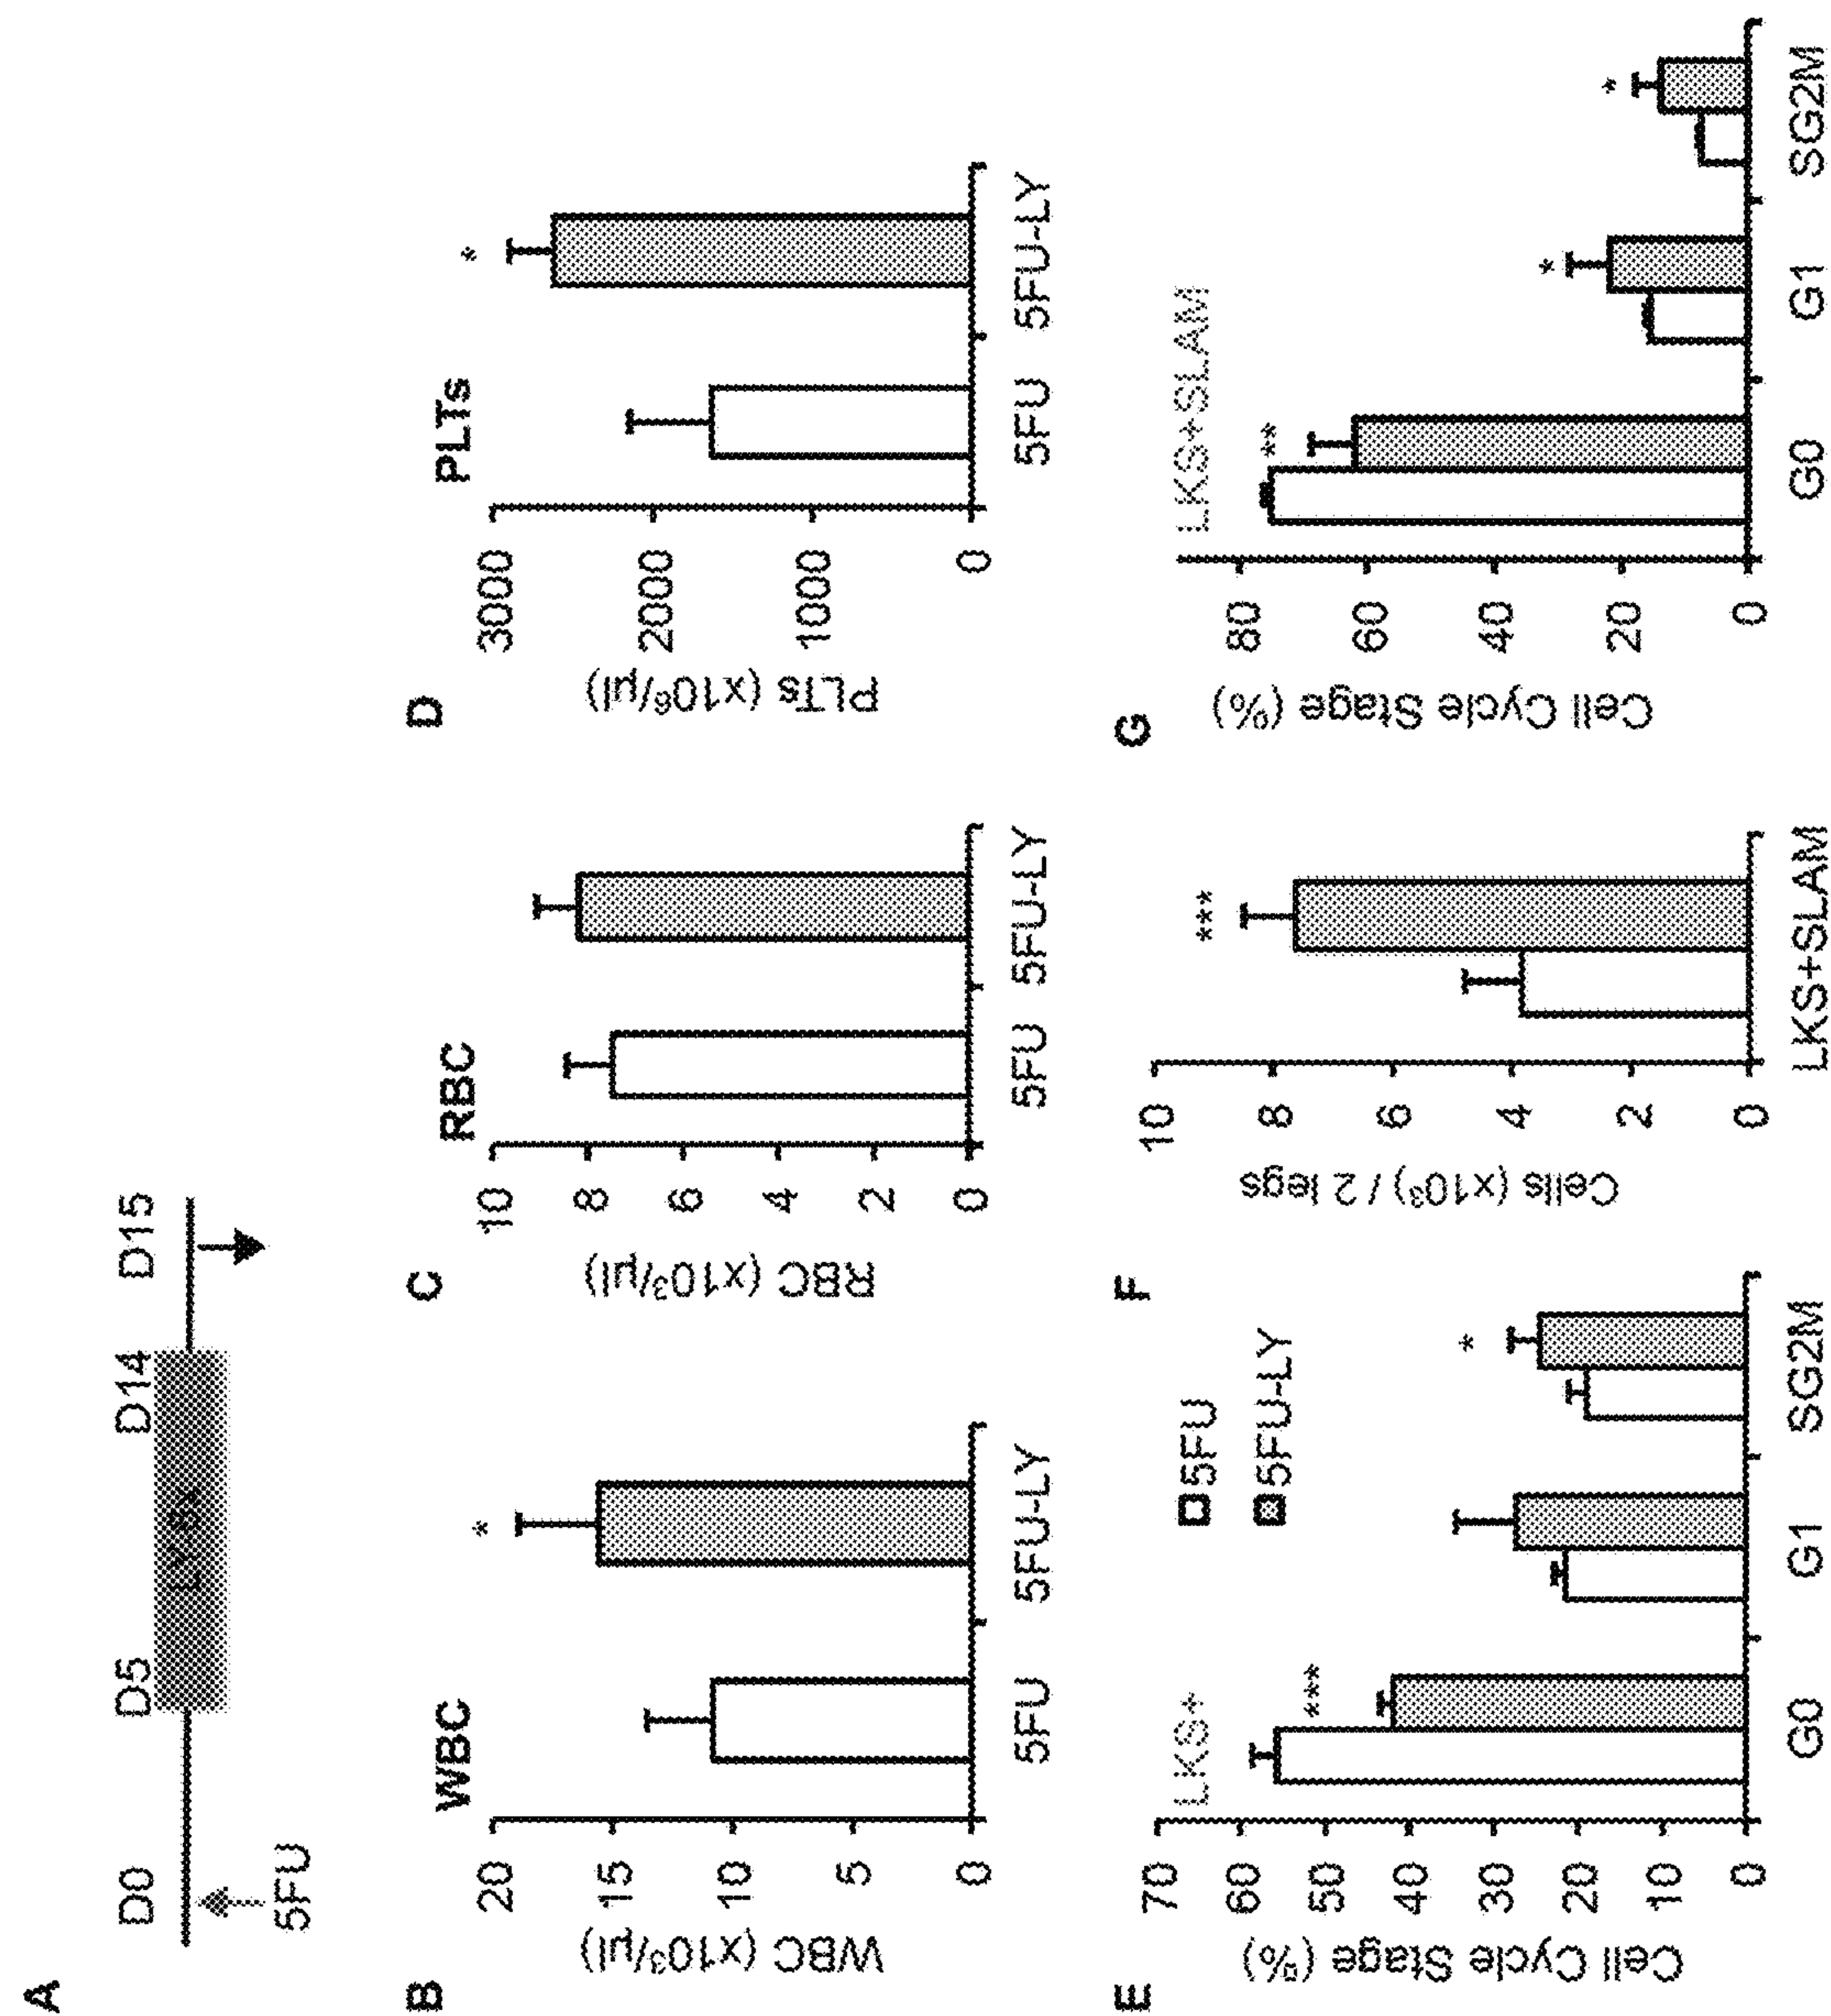 A
D0 D5 D14 D15
5FU
B
WBC
WBC (x10³/µl)
20
15
10
5
0
5FU 5FU-LY
C
RBC
RBC (x10³/µl)
10
8
6
4
2
0
5FU 5FU-LY
D
PLTs
PLTs (x10⁶/µl)
3000
2000
1000
0
5FU 5FU-LY
*
*
E
LKS+
5FU
5FU-LY
Cell Cycle Stage
(%)
70
60
50
40
30
20
10
0
***
*
G0 G1 SG2M
F
Cells (x10³) / 2 legs
10
8
6
4
2
0
***
LKS+SLAM
G
LKS+SLAM
Cell Cycle Stage (%)
80
60
40
20
0
**
*
*
G0 G1 SG2M